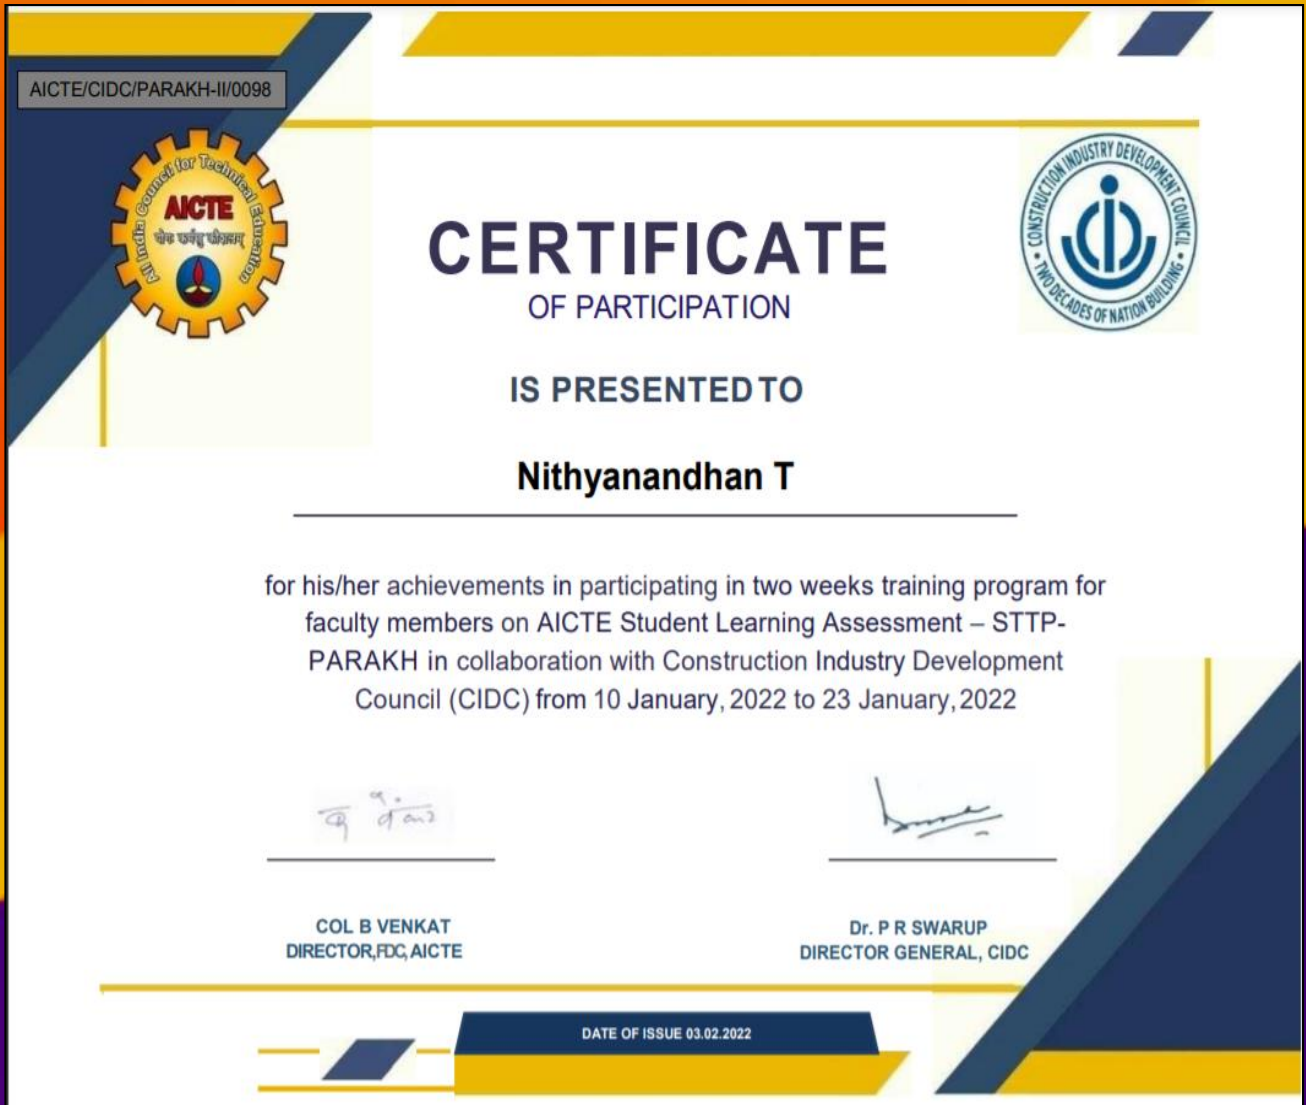 AICTE/CIDC/PARAKH-II/0098
All India Council for Technical Education
AICTE
योगः कर्मसु कौशलम्
CONSTRUCTION INDUSTRY DEVELOPMENT COUNCIL
• TWO DECADES OF NATION BUILDING •
CERTIFICATE
OF PARTICIPATION
IS PRESENTED TO
Nithyanandhan T
for his/her achievements in participating in two weeks training program for
faculty members on AICTE Student Learning Assessment – STTP-
PARAKH in collaboration with Construction Industry Development
Council (CIDC) from 10 January, 2022 to 23 January, 2022
COL B VENKAT
DIRECTOR,FDC, AICTE
Dr. P R SWARUP
DIRECTOR GENERAL, CIDC
DATE OF ISSUE 03.02.2022